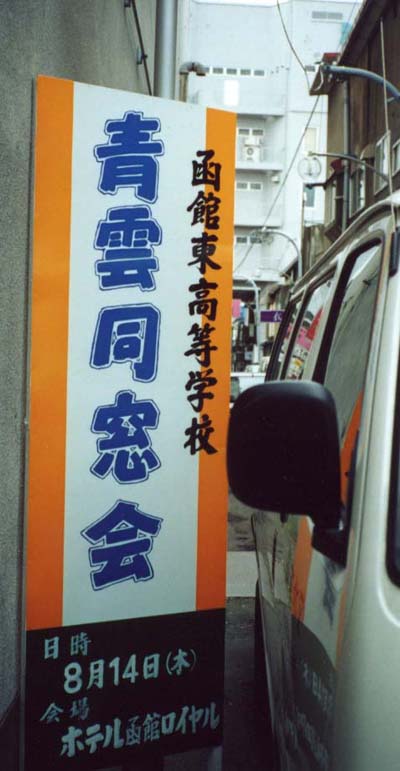 函館東高等学校
青雲同窓会
日時
8月14日(木)
会場
ホテル函館ロイヤル